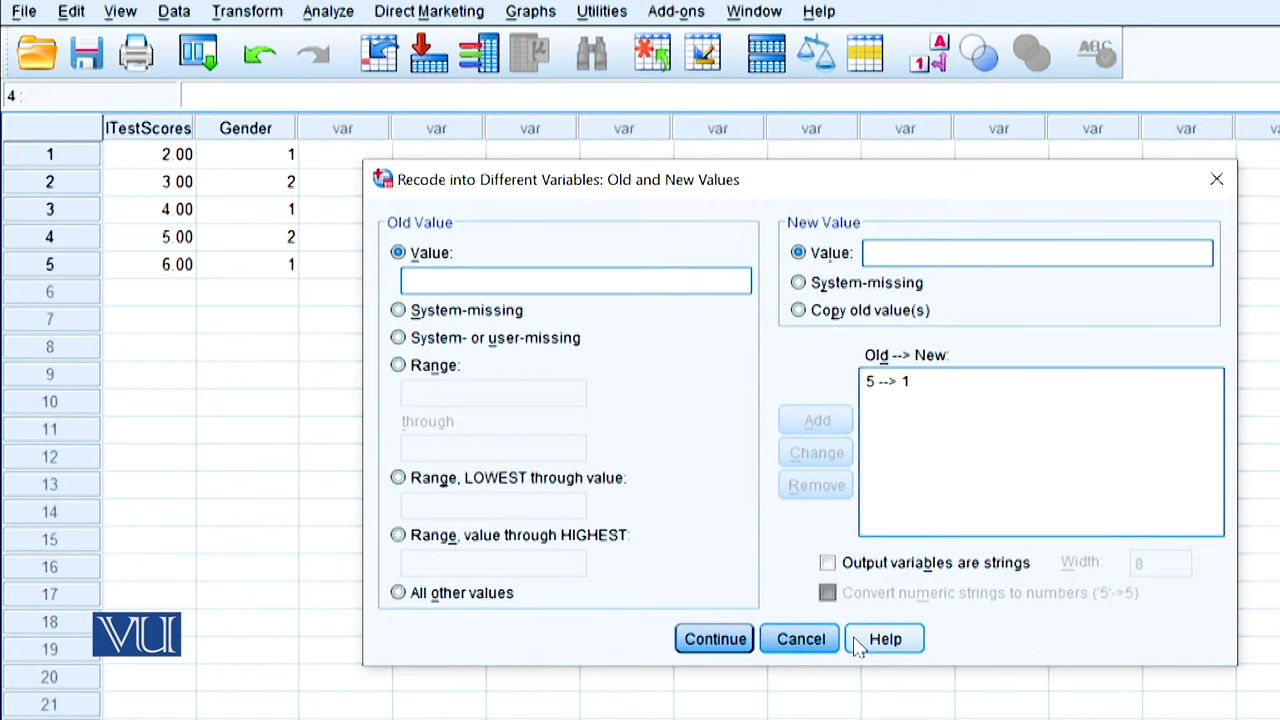 File Edit View Data Transform Analyze Direct Marketing Graphs Utilities Add-ons Window Help
A
1
ABC
4 :
ITestScores Gender var var var var var var var var var var
1 2.00 1
2 3.00 2
3 4.00 1
4 5.00 2
5 6.00 1
6
7
8
9
10
11
12
13
14
15
16
17
18
19
20
21
Recode into Different Variables: Old and New Values
Old Value
Value:
System-missing
System- or user-missing
Range:
through
Range, LOWEST through value:
Range, value through HIGHEST:
All other values
New Value
Value:
System-missing
Copy old value(s)
Old --> New:
5 --> 1
Add
Change
Remove
Output variables are strings Width: 8
Convert numeric strings to numbers ('5'->5)
Continue Cancel Help
VU